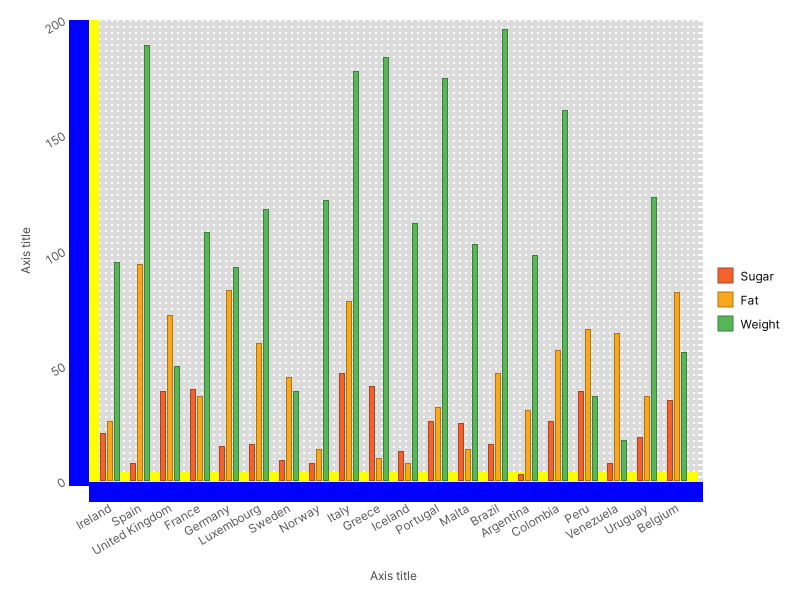 200
150
100
50
0
Axis title
Ireland
Spain
United Kingdom
France
Germany
Luxembourg
Sweden
Norway
Italy
Greece
Iceland
Portugal
Malta
Brazil
Argentina
Colombia
Peru
Venezuela
Uruguay
Belgium
Axis title
Sugar
Fat
Weight